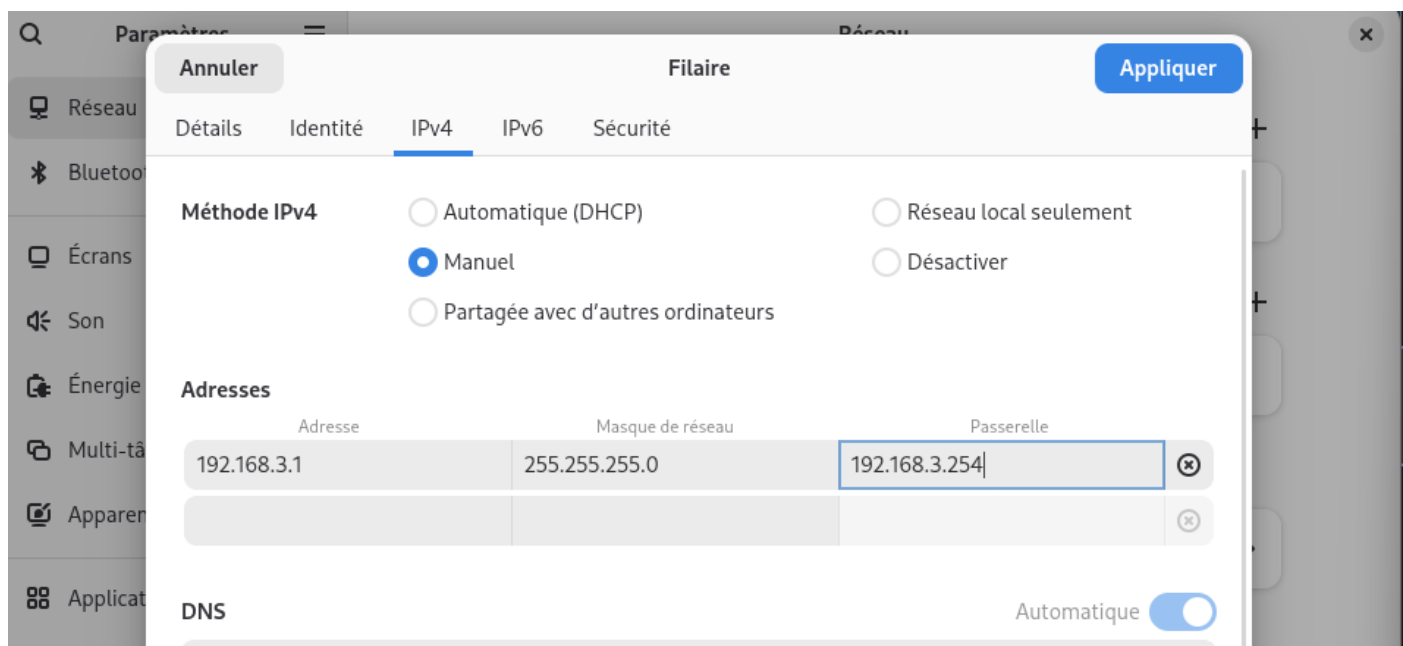 Paramètres
Réseau
Annuler
Filaire
Appliquer
Réseau
Détails
Identité
IPv4
IPv6
Sécurité
Bluetoo
Méthode IPv4
Automatique (DHCP)
Réseau local seulement
Manuel
Désactiver
Partagée avec d'autres ordinateurs
Écrans
Son
Énergie
Multi-tâ
Apparen
Applicat
Adresses
Adresse
Masque de réseau
Passerelle
192.168.3.1
255.255.255.0
192.168.3.254
DNS
Automatique